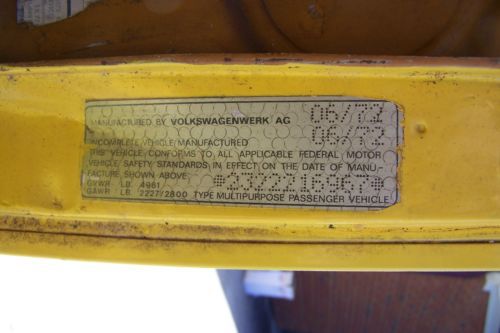 MANUFACTURED BY VOLKSWAGENWERK AG 06/72
INCOMPLETE VEHICLE MANUFACTURED 06/72
THIS VEHICLE CONFORMS TO ALL APPLICABLE FEDERAL MOTOR
VEHICLE SAFETY STANDARDS IN EFFECT ON THE DATE OF MANU-
FACTURE SHOWN ABOVE. *2322216967*
GVWR LB 4961
GAWR LB 2227/2800 TYPE MULTIPURPOSE PASSENGER VEHICLE